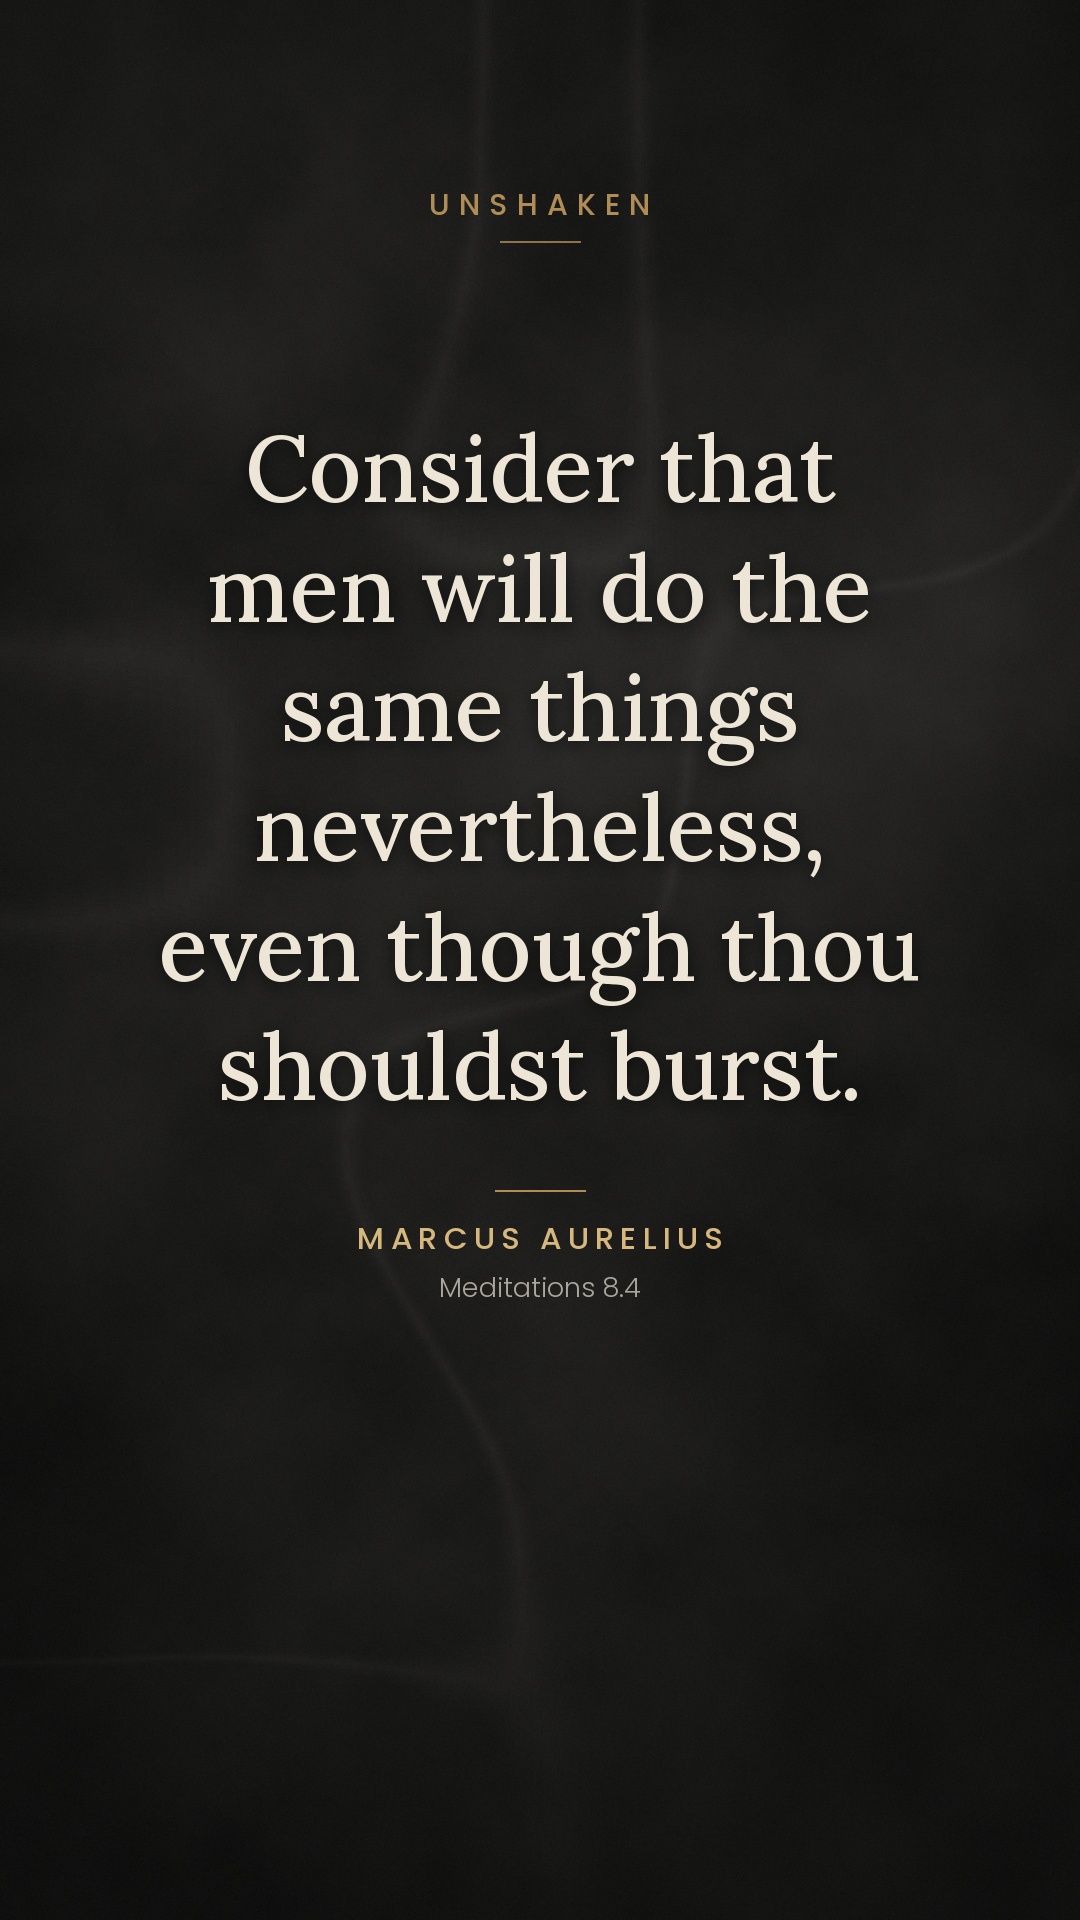 UNSHAKEN
Consider that
men will do the
same things
nevertheless,
even though thou
shouldst burst.
MARCUS AURELIUS
Meditations 8.4